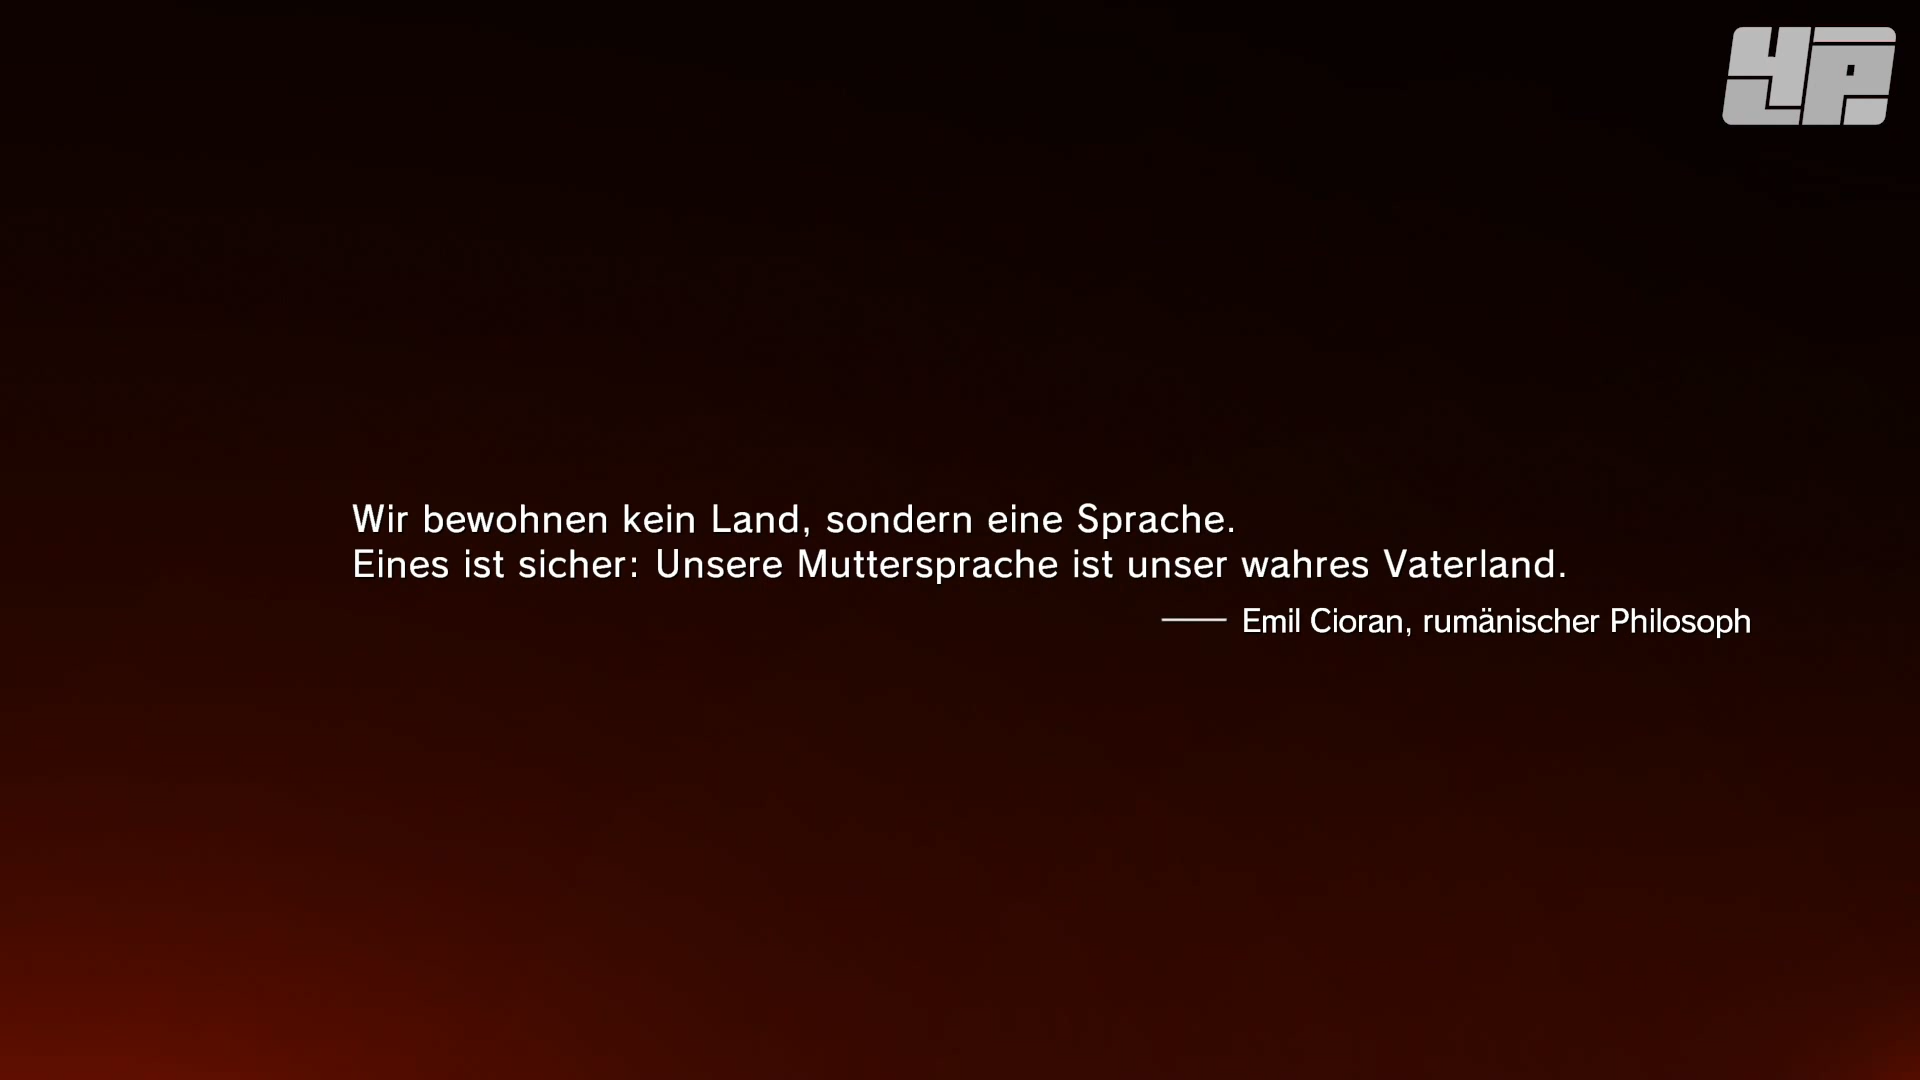 4P.
Wir bewohnen kein Land, sondern eine Sprache.
Eines ist sicher: Unsere Muttersprache ist unser wahres Vaterland.
—— Emil Cioran, rumänischer Philosoph